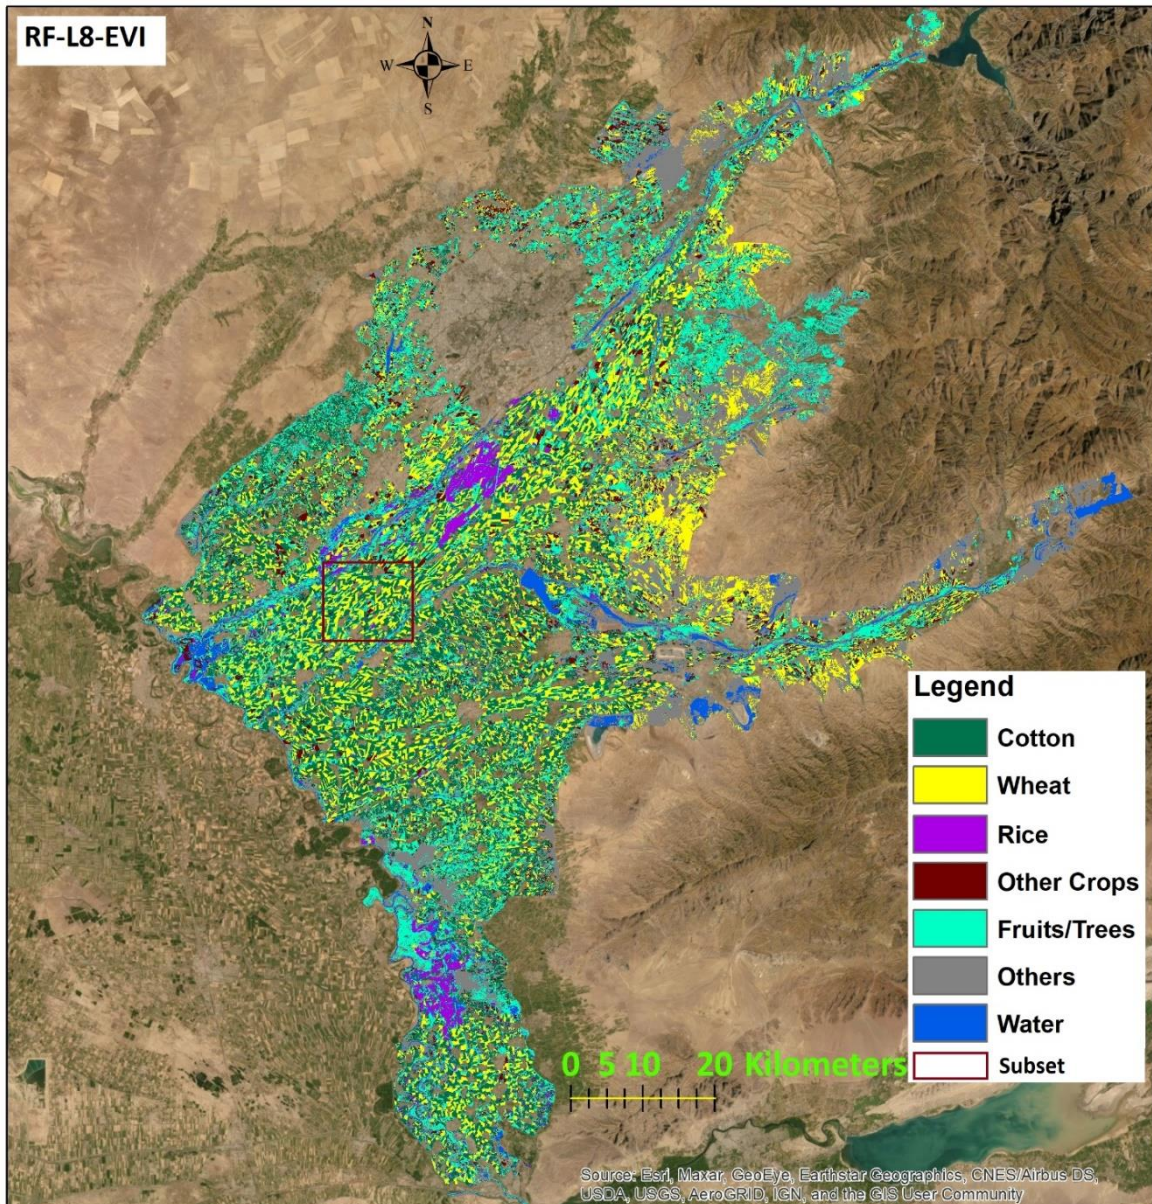 RF-L8-EVI
N
W E
S
Legend
Cotton
Wheat
Rice
Other Crops
Fruits/Trees
Others
Water
Subset
0 5 10 20 Kilometers
Source: Esri, Maxar, GeoEye, Earthstar Geographics, CNES/Airbus DS,
USDA, USGS, AeroGRID, IGN, and the GIS User Community